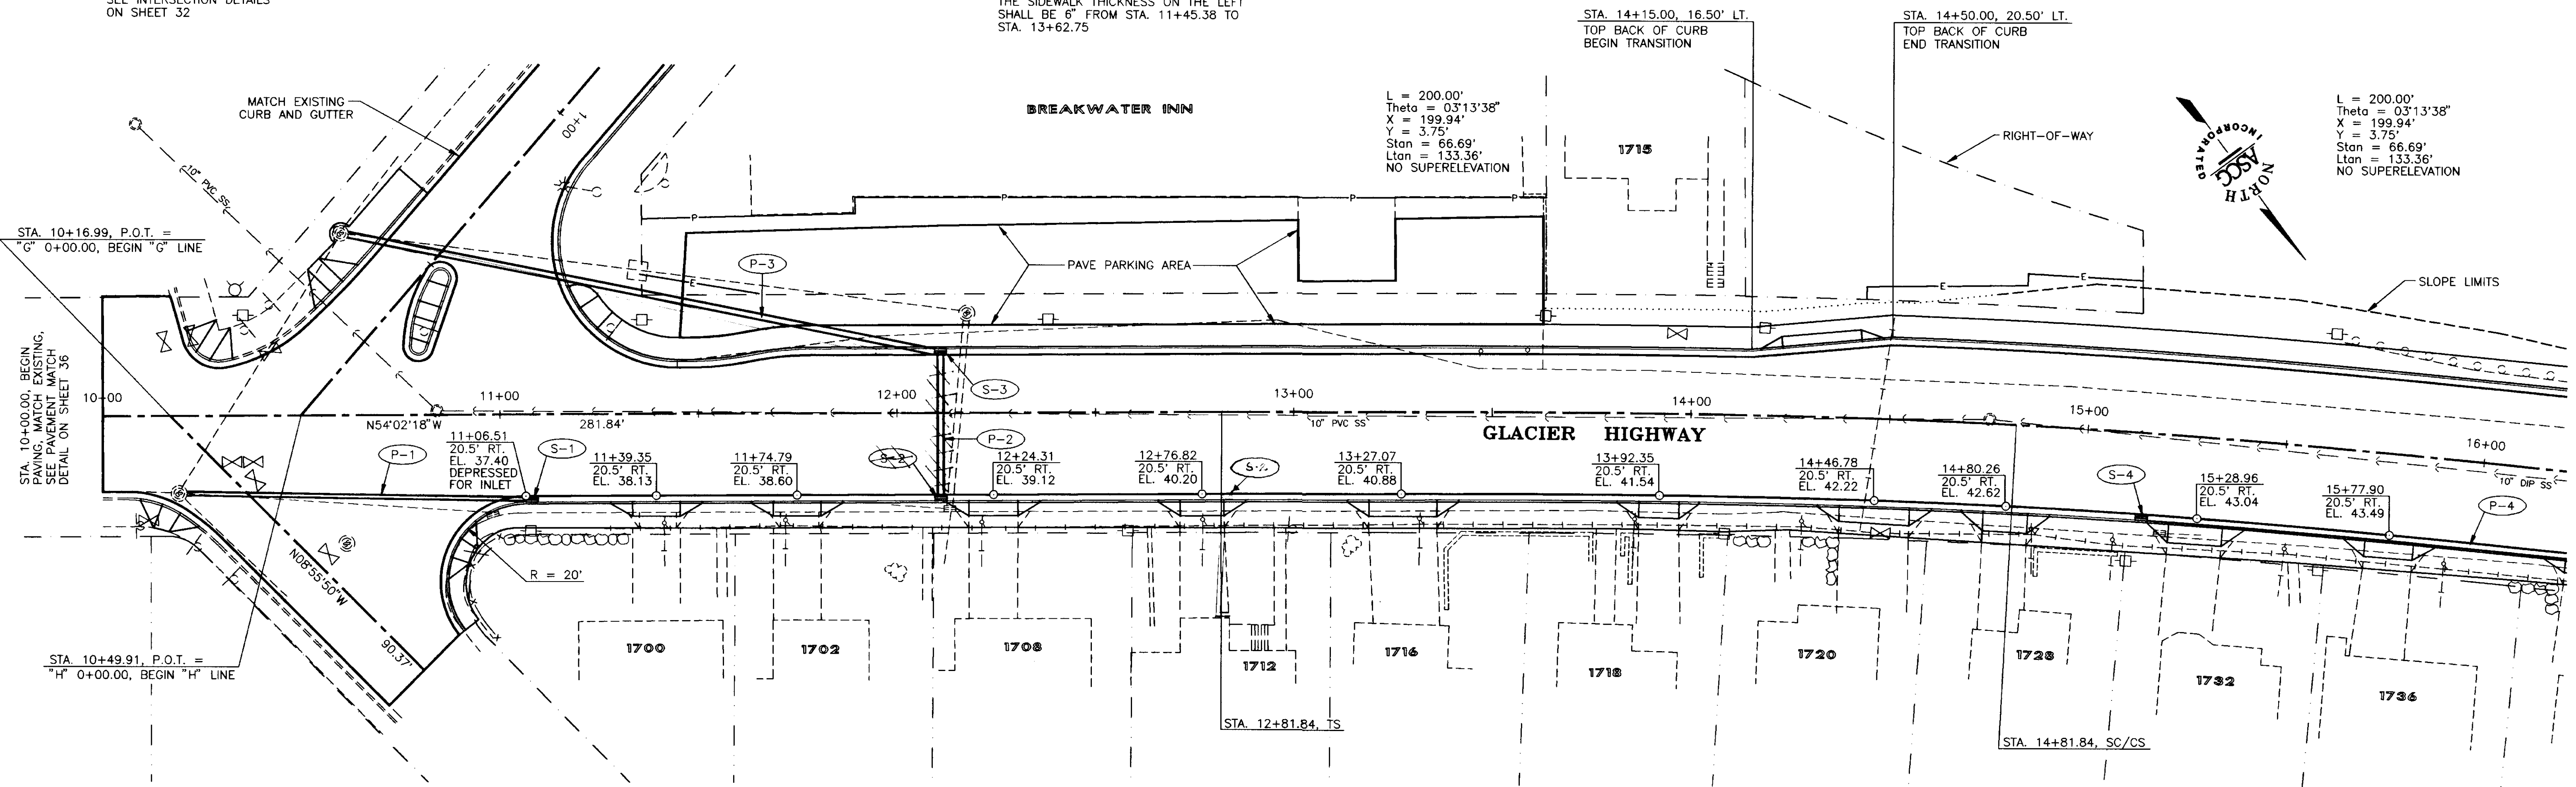 SEE INTERSECTION DETAILS
ON SHEET 32
THE SIDEWALK THICKNESS ON THE LEFT
SHALL BE 6" FROM STA. 11+45.38 TO
STA. 13+62.75
STA. 14+15.00, 16.50' LT.
TOP BACK OF CURB
BEGIN TRANSITION
STA. 14+50.00, 20.50' LT.
TOP BACK OF CURB
END TRANSITION
MATCH EXISTING
CURB AND GUTTER
1+00
BREAKWATER INN
L = 200.00'
Theta = 03°13'38"
X = 199.94'
Y = 3.75'
Stan = 66.69'
Ltan = 133.36'
NO SUPERELEVATION
1715
RIGHT-OF-WAY
NORTH
ASCG
INCORPORATED
L = 200.00'
Theta = 03°13'38"
X = 199.94'
Y = 3.75'
Stan = 66.69'
Ltan = 133.36'
NO SUPERELEVATION
10" PVC SS
STA. 10+16.99, P.O.T. =
"G" 0+00.00, BEGIN "G" LINE
P
P
P
P
E
P-3
PAVE PARKING AREA
E
E
SLOPE LIMITS
STA. 10+00.00, BEGIN
PAVING, MATCH EXISTING,
SEE PAVEMENT MATCH
DETAIL ON SHEET 36
10+00
11+00
12+00
13+00
14+00
15+00
16+00
S-3
N54°02'18"W
281.84'
10" PVC SS
GLACIER HIGHWAY
P-1
11+06.51
20.5' RT.
EL. 37.40
DEPRESSED
FOR INLET
S-1
11+39.35
20.5' RT.
EL. 38.13
11+74.79
20.5' RT.
EL. 38.60
S-2
P-2
12+24.31
20.5' RT.
EL. 39.12
12+76.82
20.5' RT.
EL. 40.20
S-2
13+27.07
20.5' RT.
EL. 40.88
13+92.35
20.5' RT.
EL. 41.54
14+46.78
20.5' RT.
EL. 42.22
14+80.26
20.5' RT.
EL. 42.62
S-4
15+28.96
20.5' RT.
EL. 43.04
15+77.90
20.5' RT.
EL. 43.49
10" DIP SS
P-4
N08°55'50"W
90.37'
R = 20'
STA. 10+49.91, P.O.T. =
"H" 0+00.00, BEGIN "H" LINE
1700
1702
1708
1712
1716
1718
1720
1728
1732
1736
STA. 12+81.84, TS
STA. 14+81.84, SC/CS